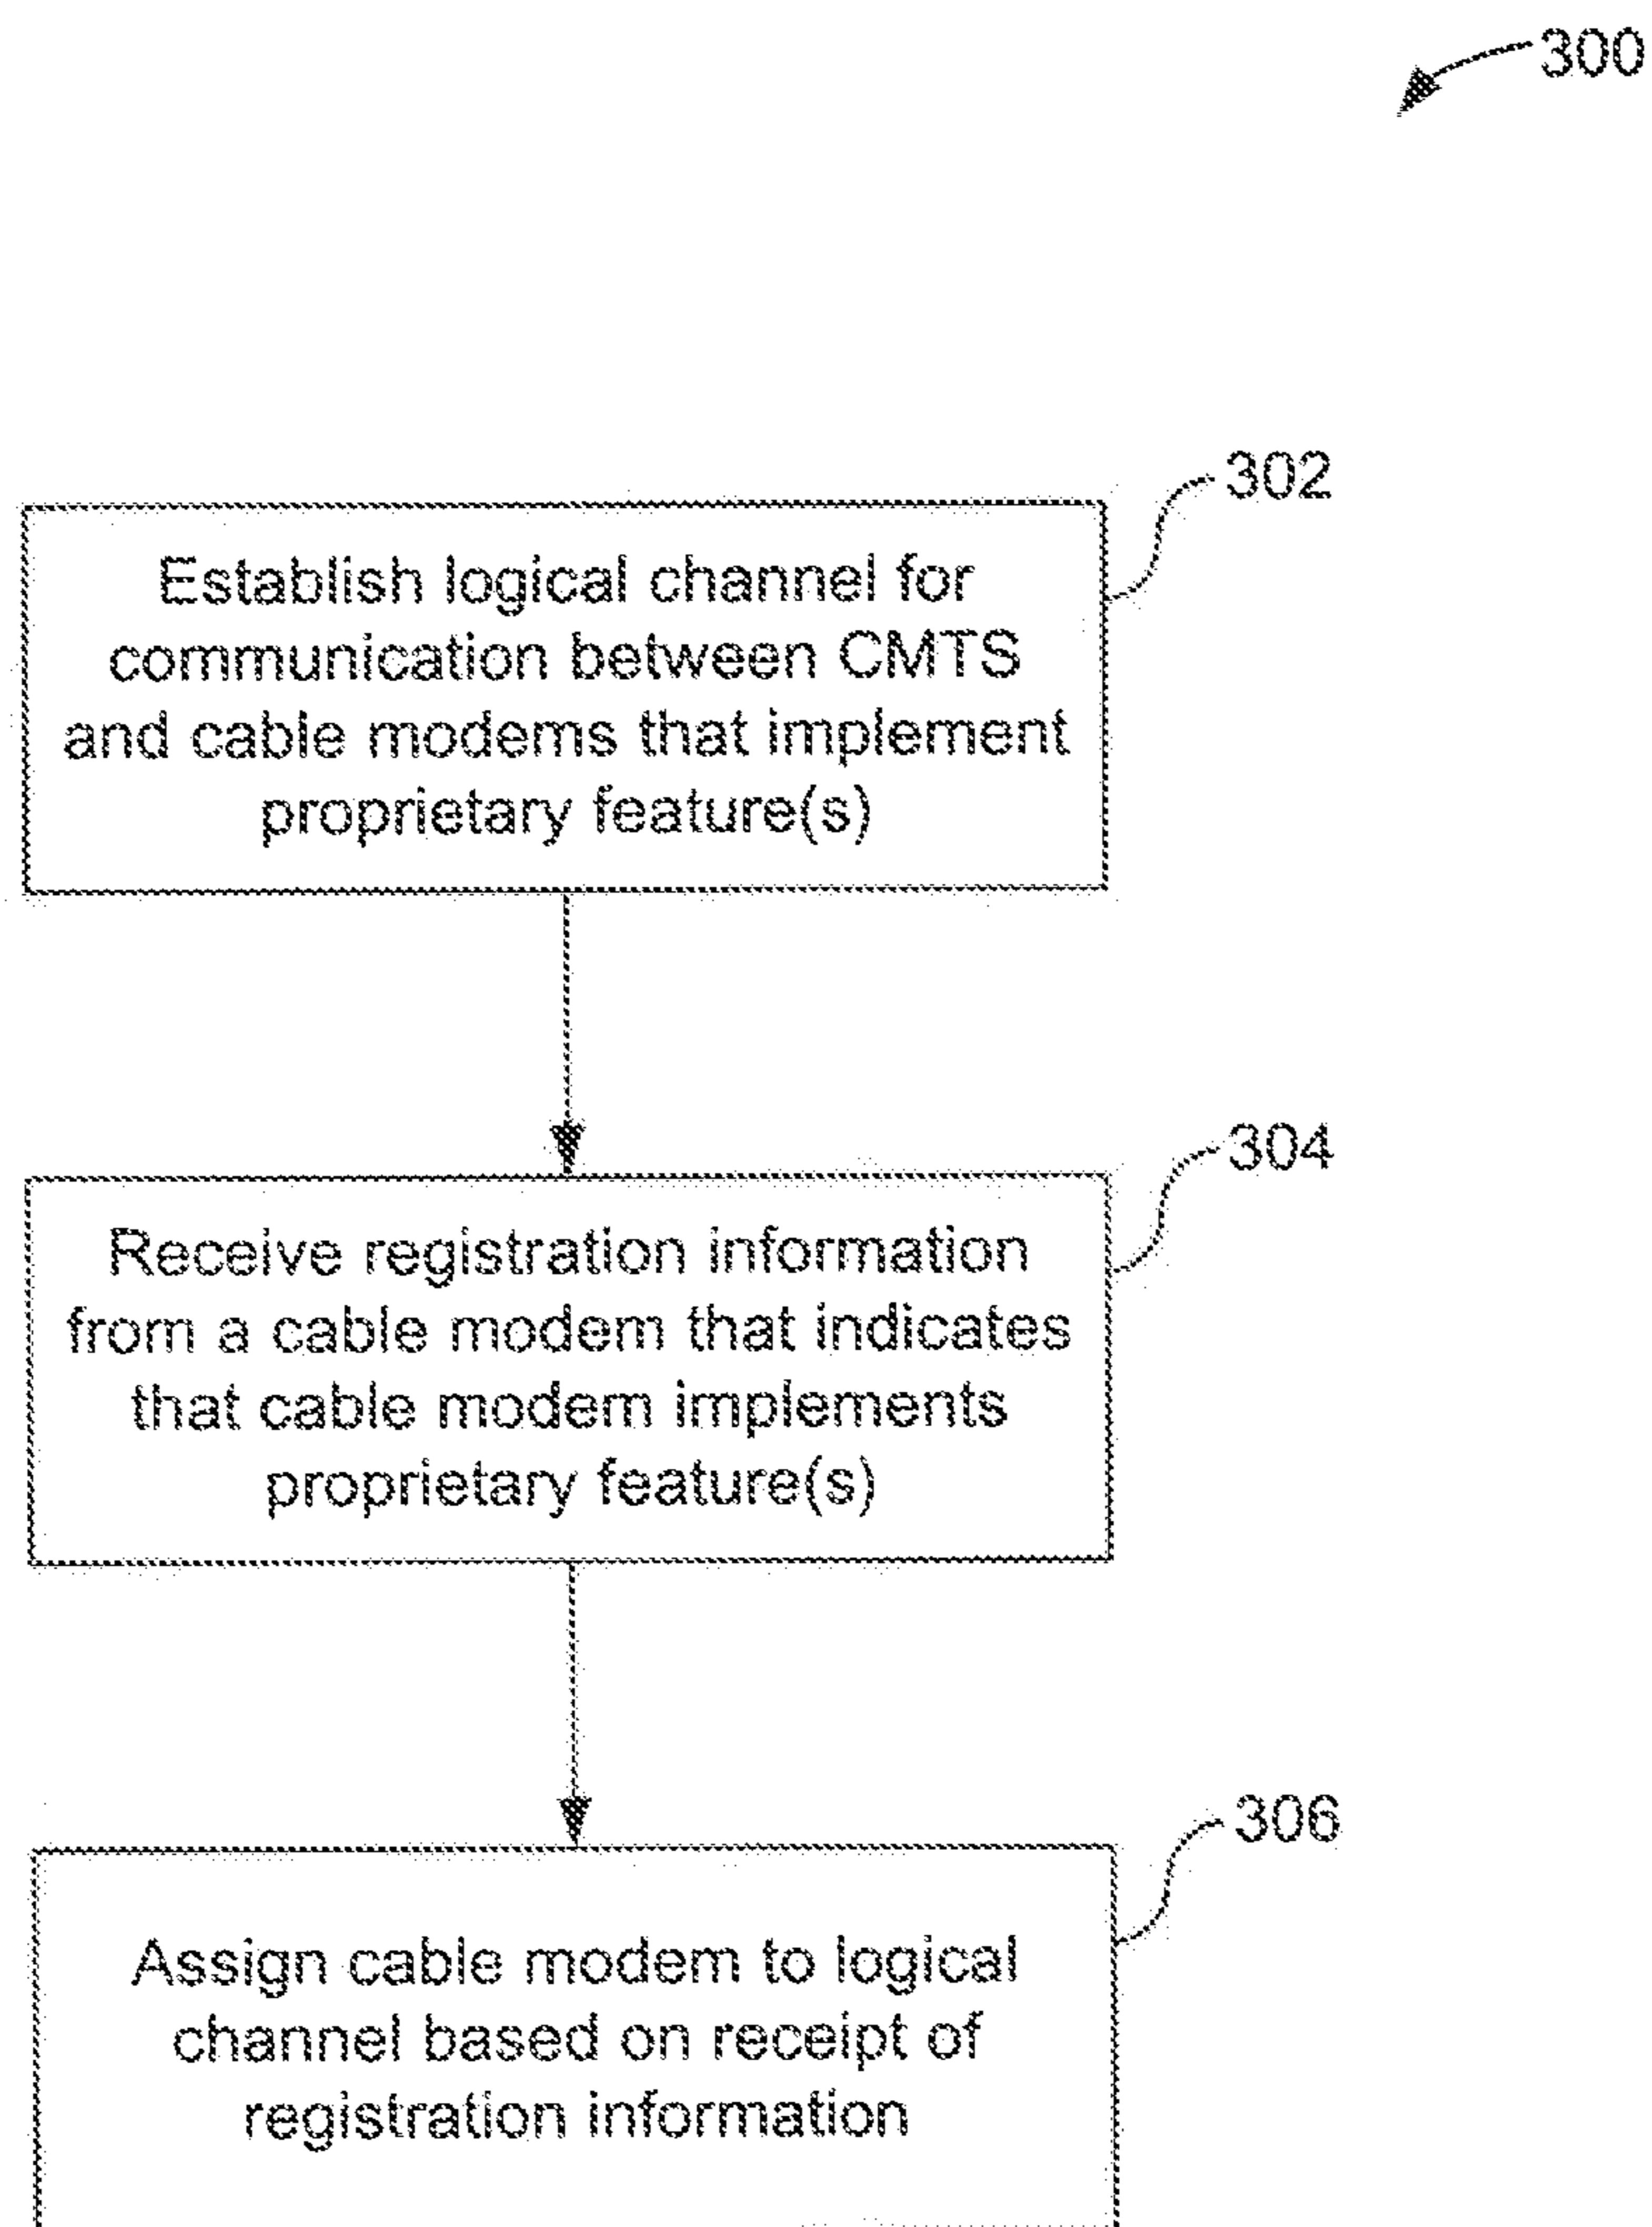 300
302
Establish logical channel for
communication between CMTS
and cable modems that implement
proprietary feature(s)
304
Receive registration information
from a cable modem that indicates
that cable modem implements
proprietary feature(s)
306
Assign cable modem to logical
channel based on receipt of
registration information